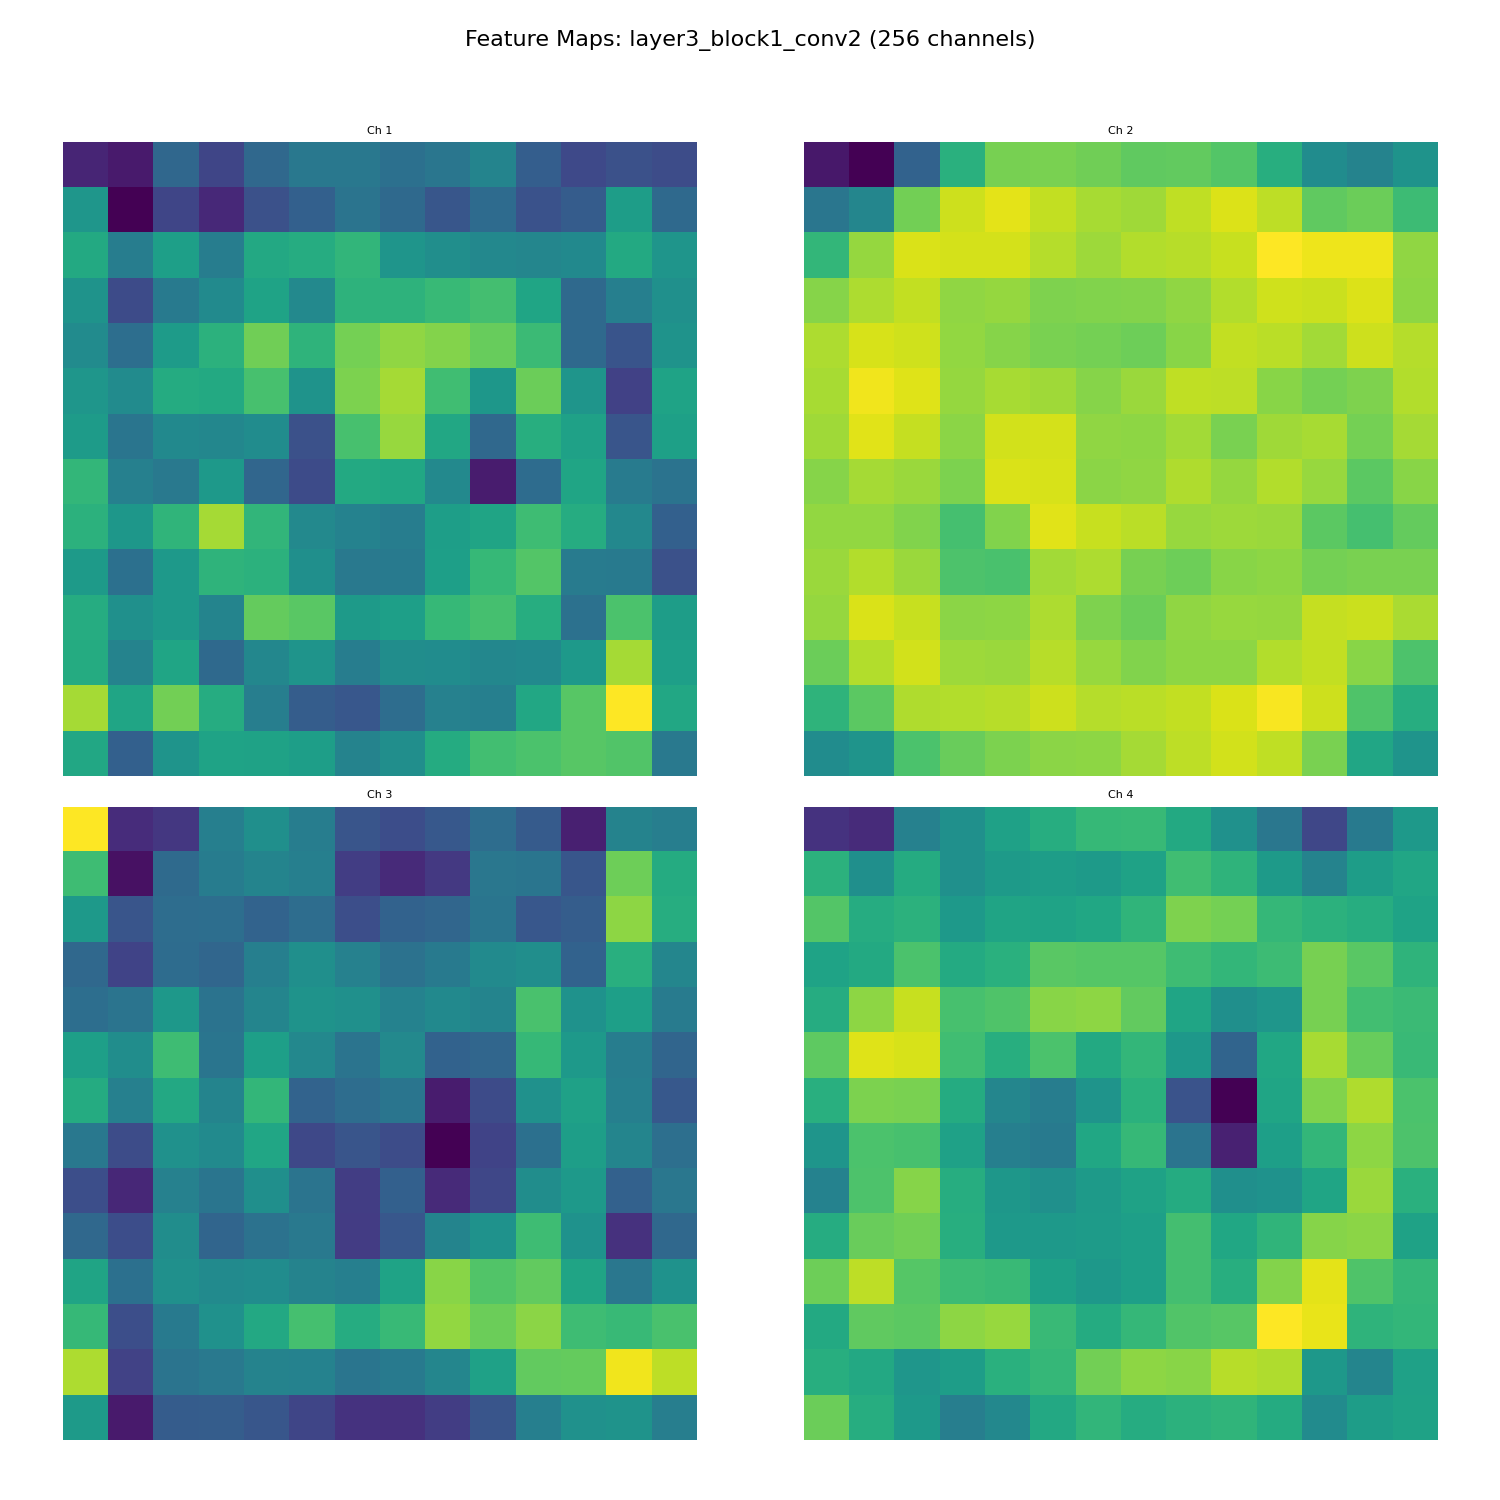 Feature Maps: layer3_block1_conv2 (256 channels)
Ch 1
Ch 2
Ch 3
Ch 4